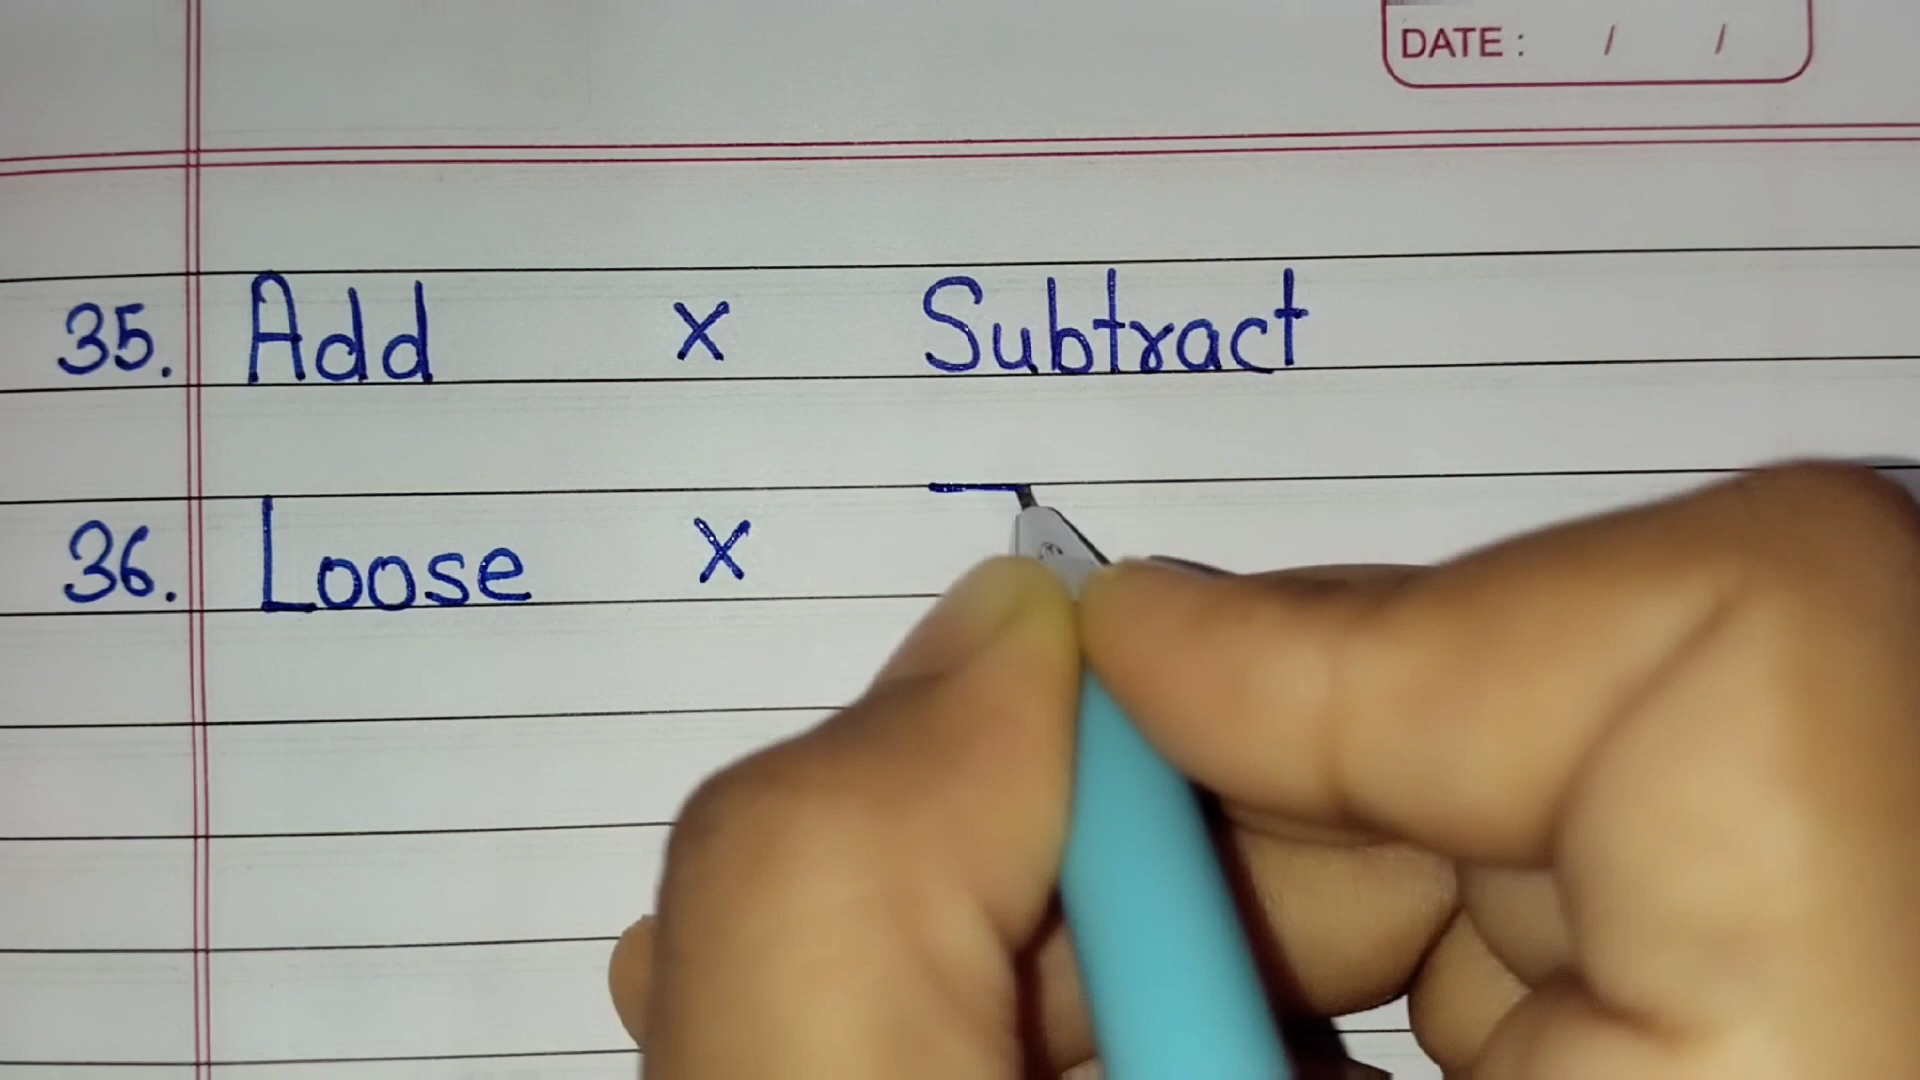 DATE : / /
35. Add x Subtract
36. Loose x